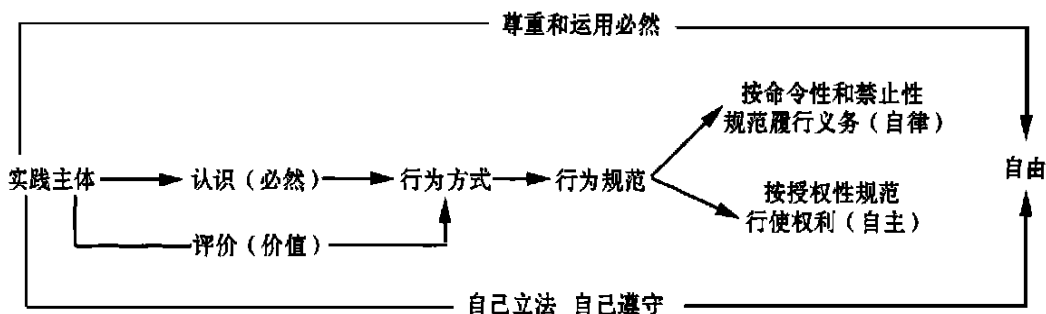 尊重和运用必然
按命令性和禁止性
规范履行义务（自律）
实践主体 认识（必然） 行为方式 行为规范 自由
按授权性规范
行使权利（自主）
评价（价值）
自己立法 自己遵守